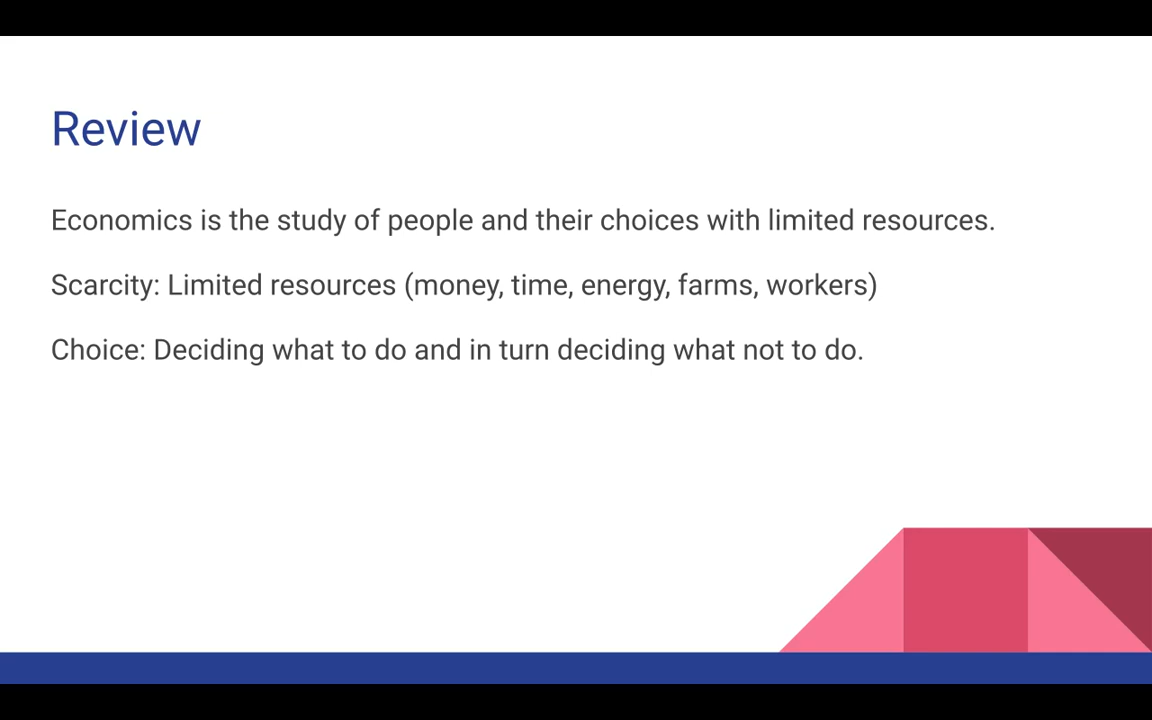 Review
Economics is the study of people and their choices with limited resources.
Scarcity: Limited resources (money, time, energy, farms, workers)
Choice: Deciding what to do and in turn deciding what not to do.